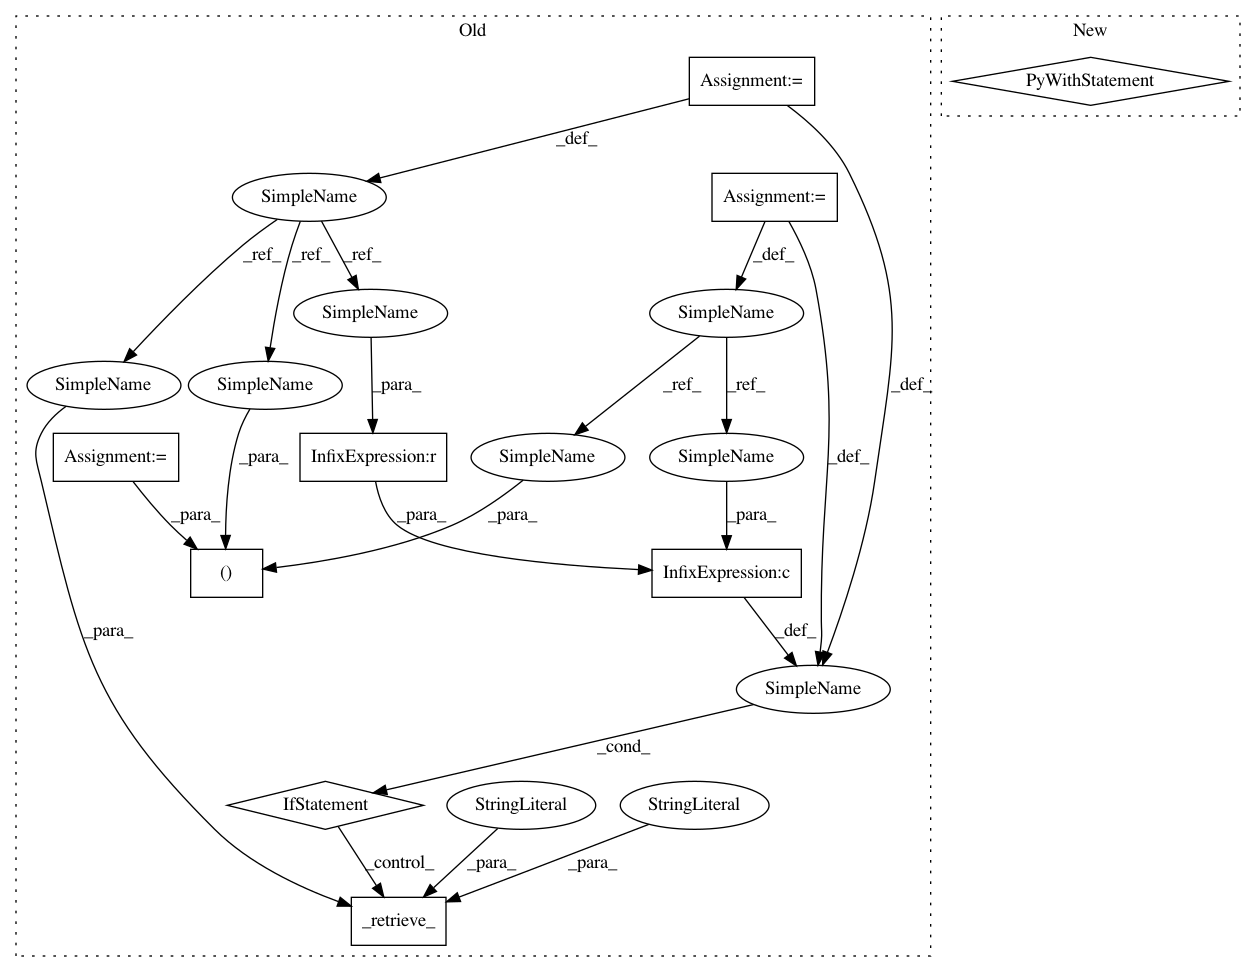 Old
New
Assignment:=
PyWithStatement
_def_
SimpleName
Assignment:=
_ref_
_ref_
_ref_
_def_
SimpleName
SimpleName
SimpleName
SimpleName
_para_
_ref_
_ref_
_def_
Assignment:=
_para_
InfixExpression:r
SimpleName
SimpleName
_def_
_para_
_para_
_para_
_para_
()
InfixExpression:c
_para_
_def_
SimpleName
_cond_
IfStatement
StringLiteral
StringLiteral
_control_
_para_
_para_
_retrieve_